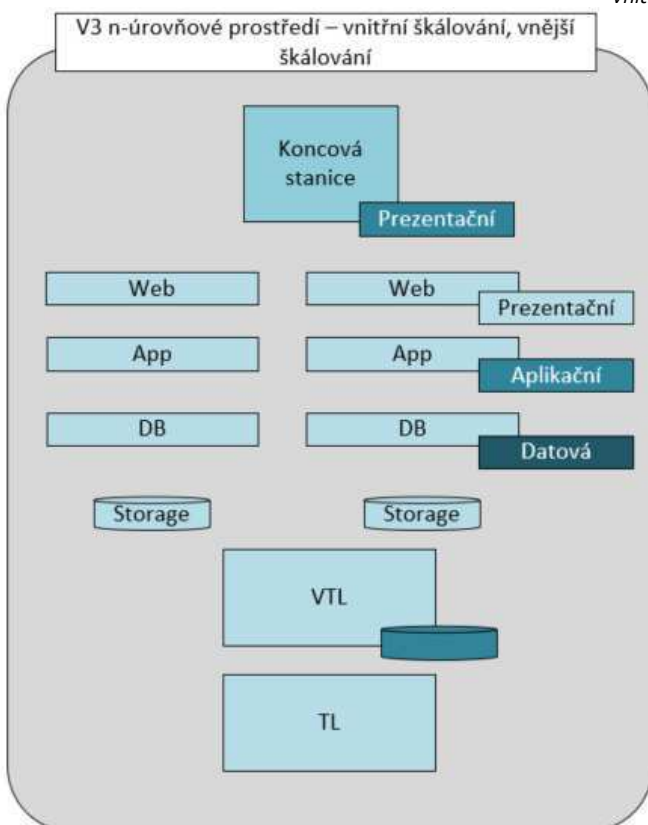 V3 n-úrovňové prostředí – vnitřní škálování, vnější
škálování
Koncová
stanice
Prezentační
Web
Web
Prezentační
App
App
Aplikační
DB
DB
Datová
Storage
Storage
VTL
TL